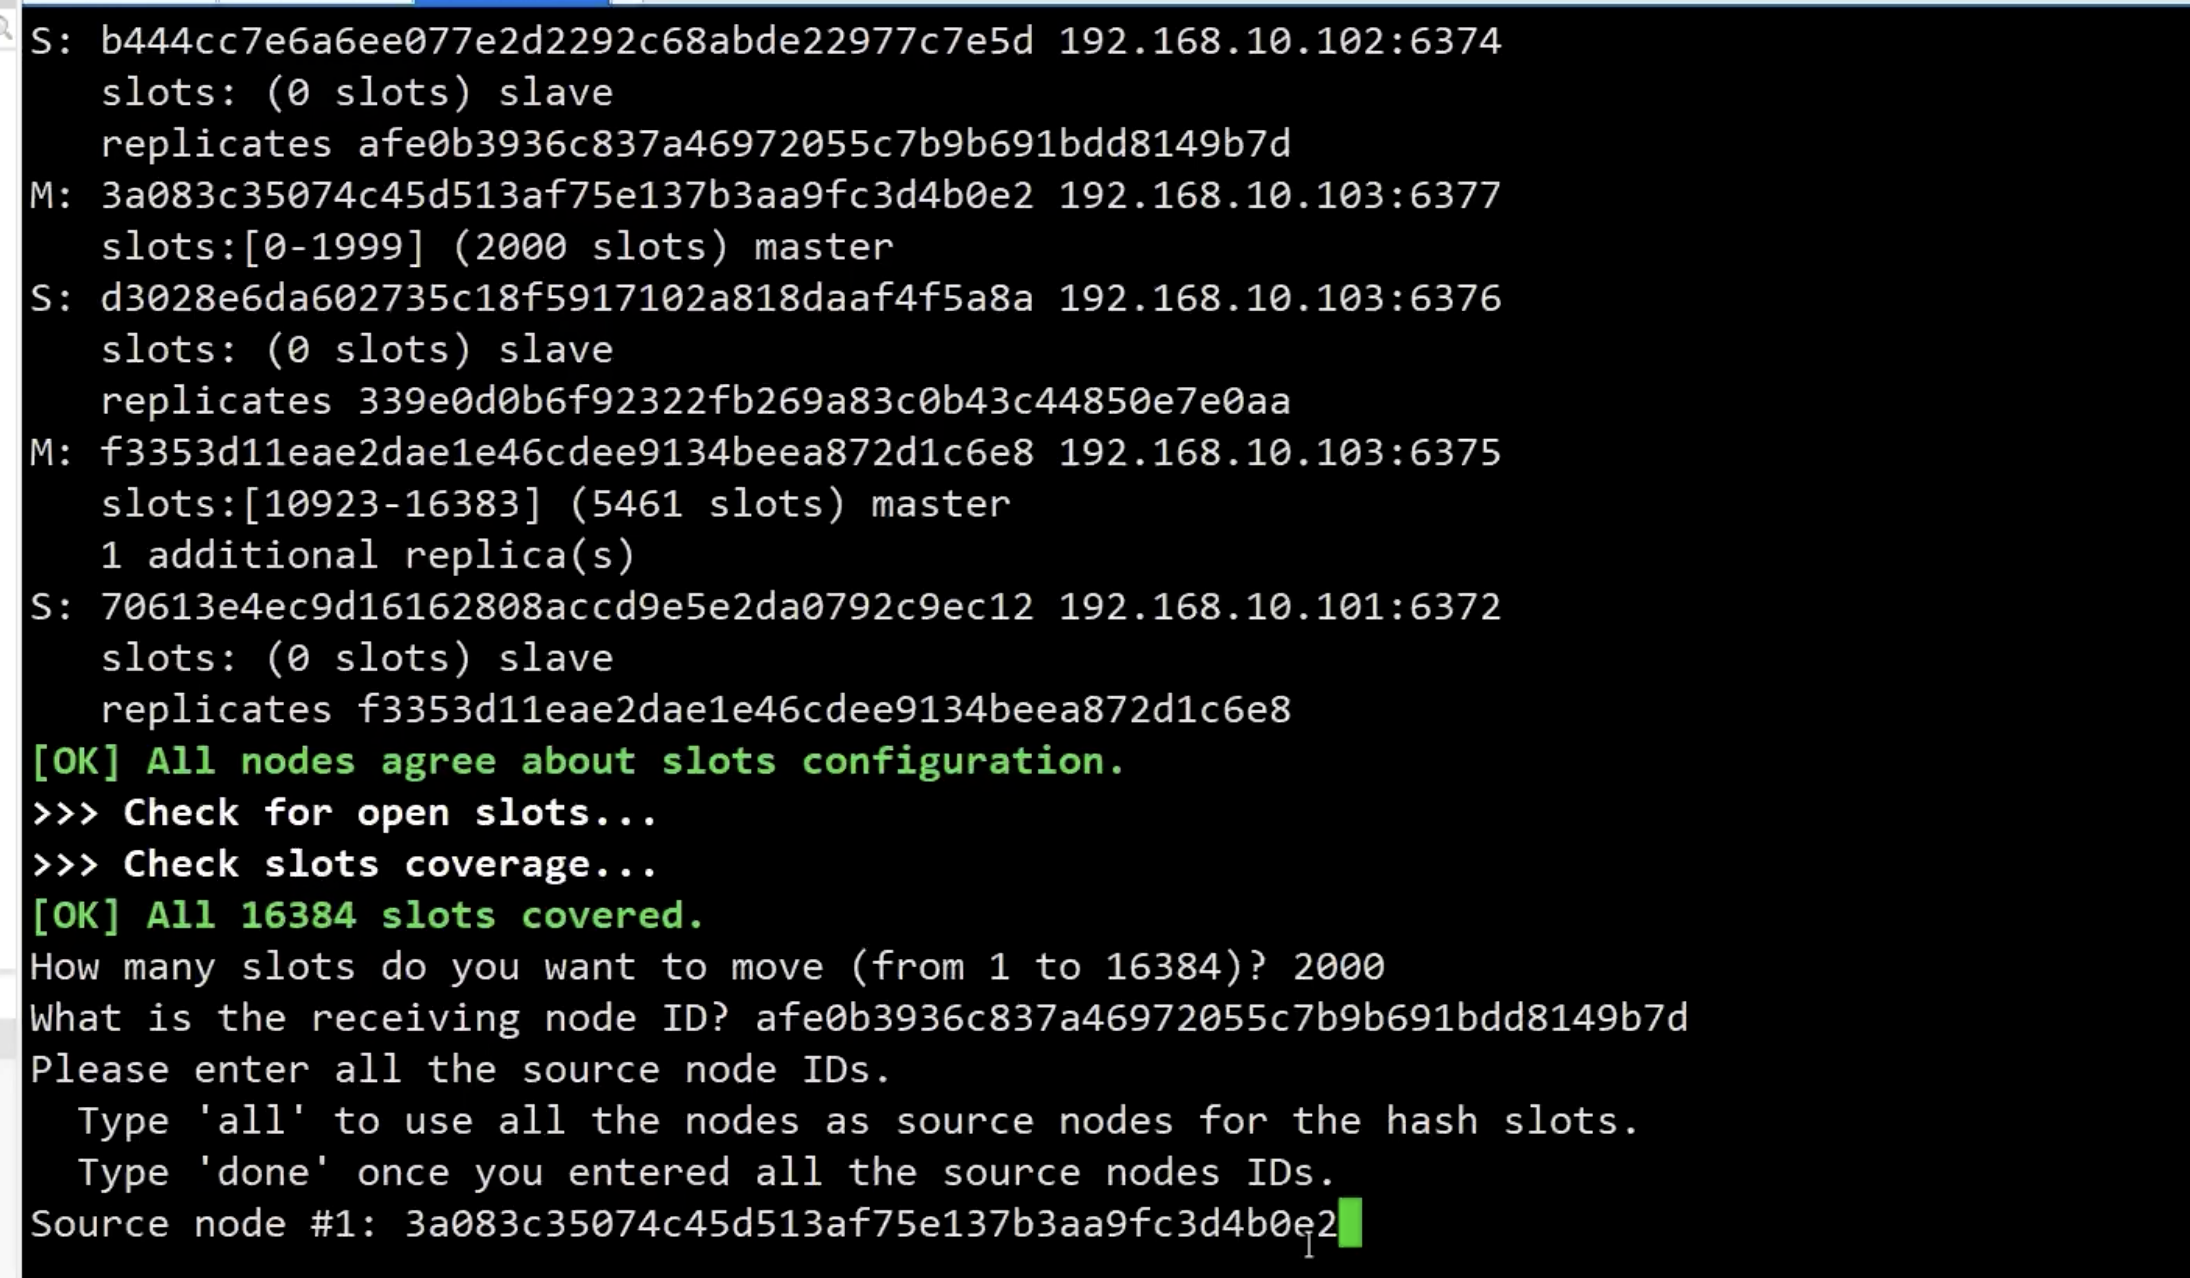 S: b444cc7e6a6ee077e2d2292c68abde22977c7e5d 192.168.10.102:6374
slots: (0 slots) slave
replicates afe0b3936c837a46972055c7b9b691bdd8149b7d
M: 3a083c35074c45d513af75e137b3aa9fc3d4b0e2 192.168.10.103:6377
slots:[0-1999] (2000 slots) master
S: d3028e6da602735c18f5917102a818daaf4f5a8a 192.168.10.103:6376
slots: (0 slots) slave
replicates 339e0d0b6f92322fb269a83c0b43c44850e7e0aa
M: f3353d11eae2dae1e46cdee9134beea872d1c6e8 192.168.10.103:6375
slots:[10923-16383] (5461 slots) master
1 additional replica(s)
S: 70613e4ec9d16162808accd9e5e2da0792c9ec12 192.168.10.101:6372
slots: (0 slots) slave
replicates f3353d11eae2dae1e46cdee9134beea872d1c6e8
[OK] All nodes agree about slots configuration.
>>> Check for open slots...
>>> Check slots coverage...
[OK] All 16384 slots covered.
How many slots do you want to move (from 1 to 16384)? 2000
What is the receiving node ID? afe0b3936c837a46972055c7b9b691bdd8149b7d
Please enter all the source node IDs.
Type 'all' to use all the nodes as source nodes for the hash slots.
Type 'done' once you entered all the source nodes IDs.
Source node #1: 3a083c35074c45d513af75e137b3aa9fc3d4b0e2